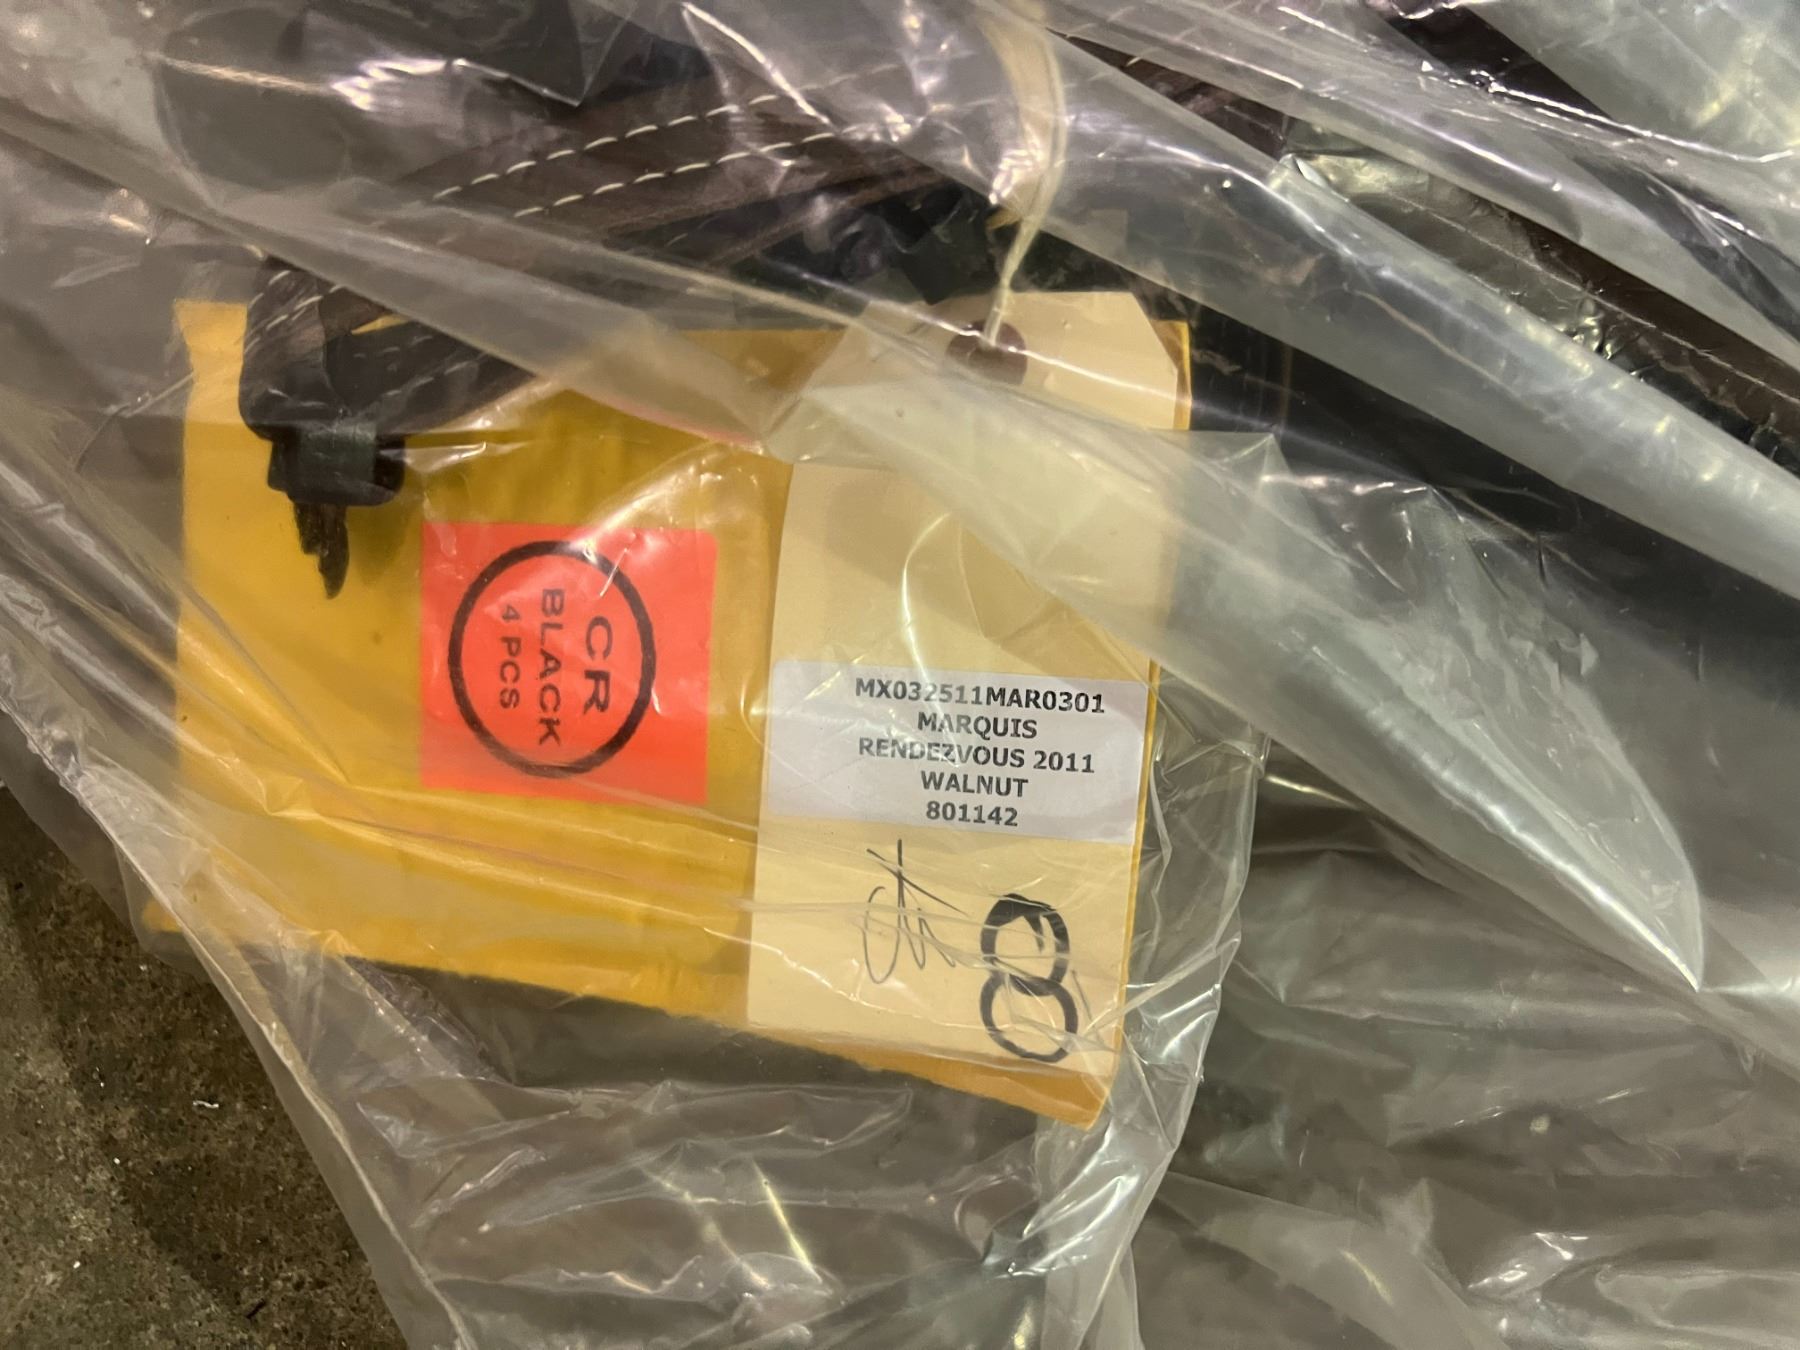 CR
BLACK
4 PCS
MX032511MAR0301
MARQUIS
RENDEZVOUS 2011
WALNUT
801142
8